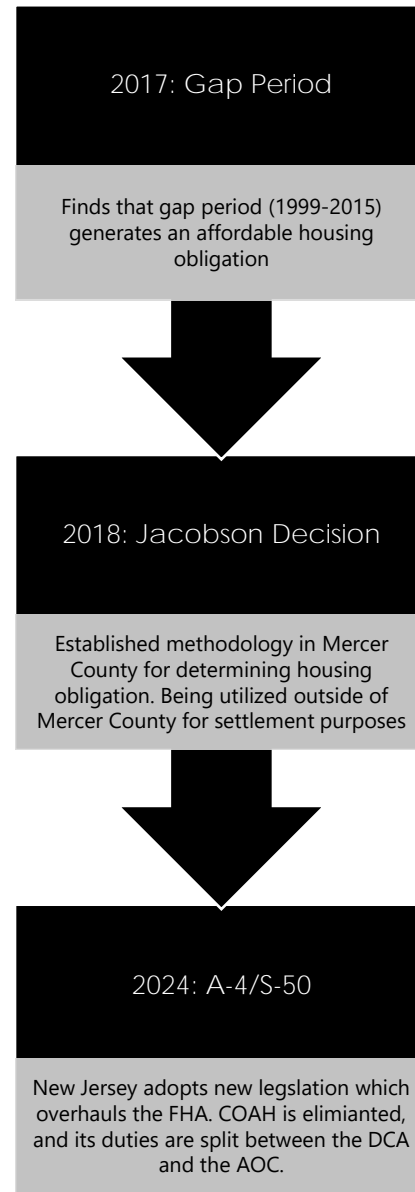 2017: Gap Period
Finds that gap period (1999-2015)
generates an affordable housing
obligation
2018: Jacobson Decision
Established methodology in Mercer
County for determining housing
obligation. Being utilized outside of
Mercer County for settlement purposes
2024: A-4/S-50
New Jersey adopts new legslation which
overhauls the FHA. COAH is elimianted,
and its duties are split between the DCA
and the AOC.